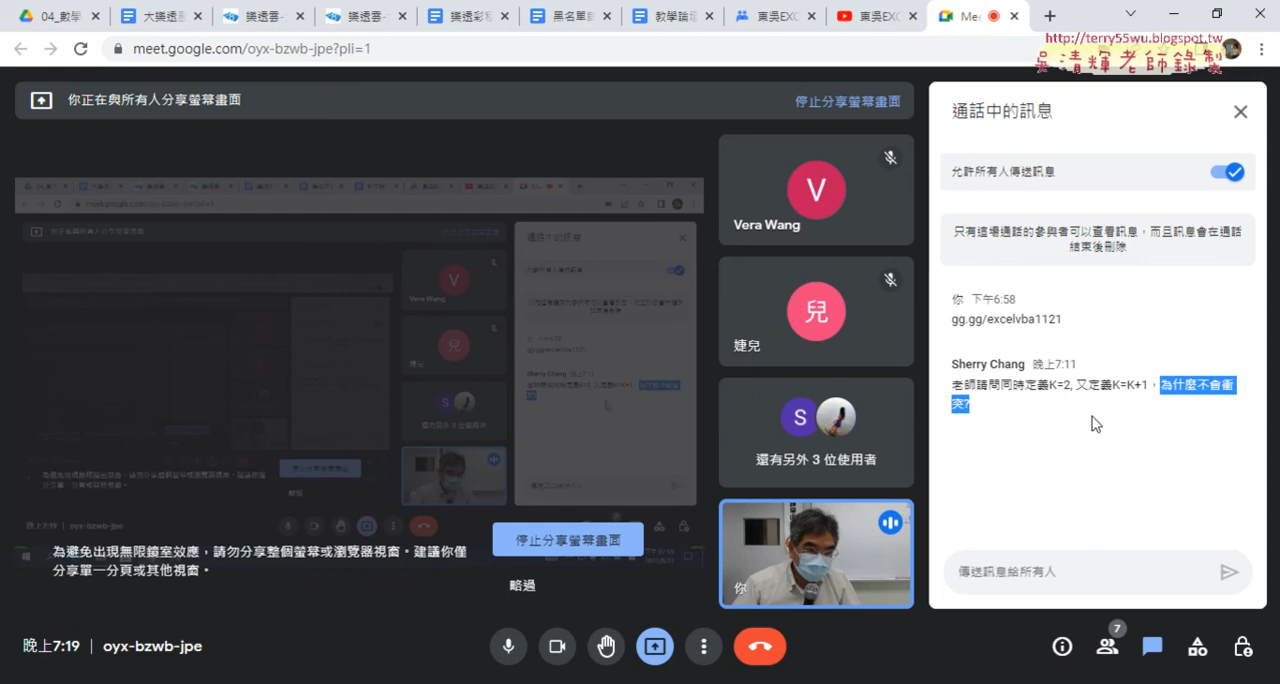 04_數學
大樂透歷
樂透雲-
樂透雲-
樂透彩程
黑名單
教學論壇
東吳EXC
東吳EXC
Me
meet.google.com/oyx-bzwb-jpe?pli=1
http://terry55wu.blogspot.tw
吳清輝老師錄製
你正在與所有人分享螢幕畫面
停止分享螢幕畫面
通話中的訊息
允許所有人傳送訊息
只有這場通話的參與者可以查看訊息，而且訊息會在通話
結束後刪除
你 下午6:58
gg.gg/excelvba1121
Sherry Chang 晚上7:11
老師請問同時定義K=2, 又定義K=K+1，為什麼不會衝
突?
傳送訊息給所有人
V
Vera Wang
兒
婕兒
S
還有另外 3 位使用者
你
為避免出現無限鏡室效應，請勿分享整個螢幕或瀏覽器視窗。建議你僅
分享單一分頁或其他視窗。
停止分享螢幕畫面
略過
晚上7:19 | oyx-bzwb-jpe
7